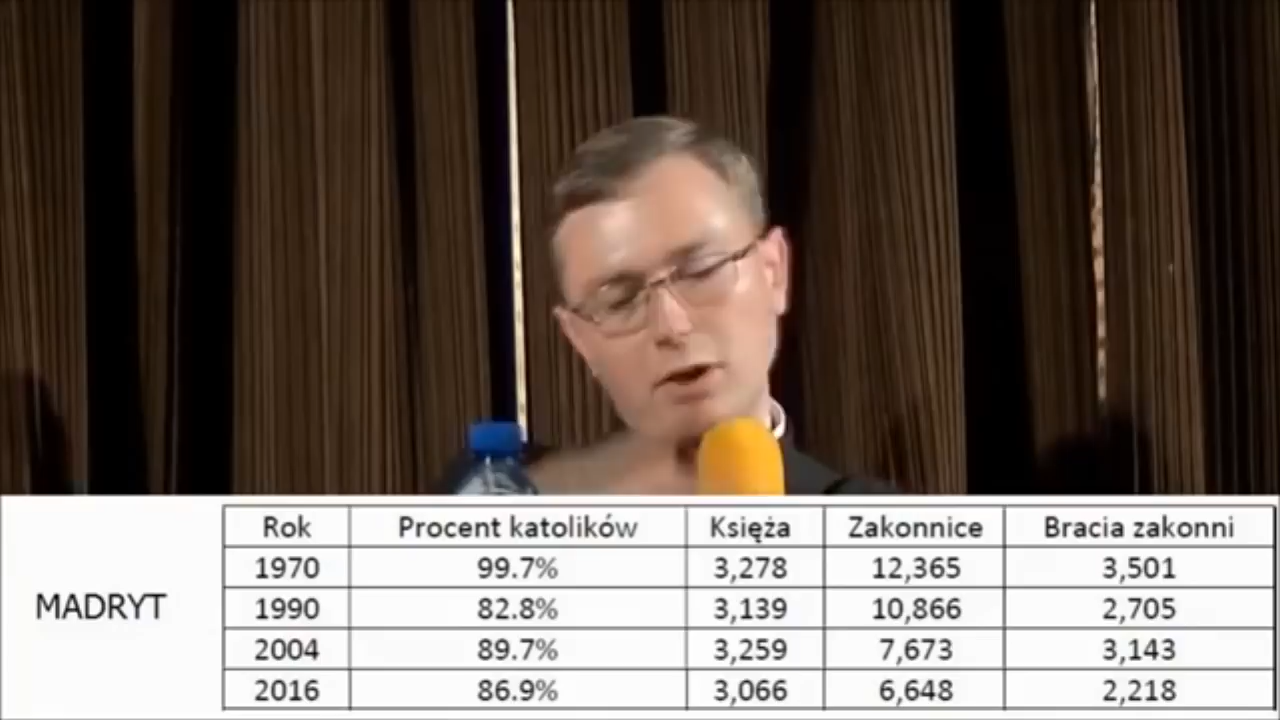 Rok Procent katolików Księża Zakonnice Bracia zakonni
1970 99.7% 3,278 12,365 3,501
MADRYT
1990 82.8% 3,139 10,866 2,705
2004 89.7% 3,259 7,673 3,143
2016 86.9% 3,066 6,648 2,218